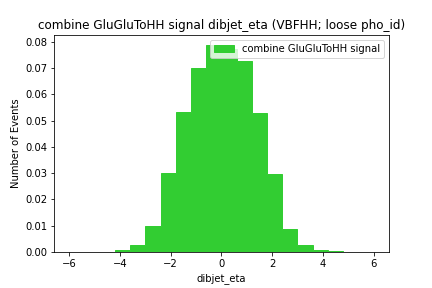 combine GluGluToHH signal dibjet_eta (VBFHH; loose pho_id)
combine GluGluToHH signal
Number of Events
0.08
0.07
0.06
0.05
0.04
0.03
0.02
0.01
0.00
−6 −4 −2 0 2 4 6
dibjet_eta